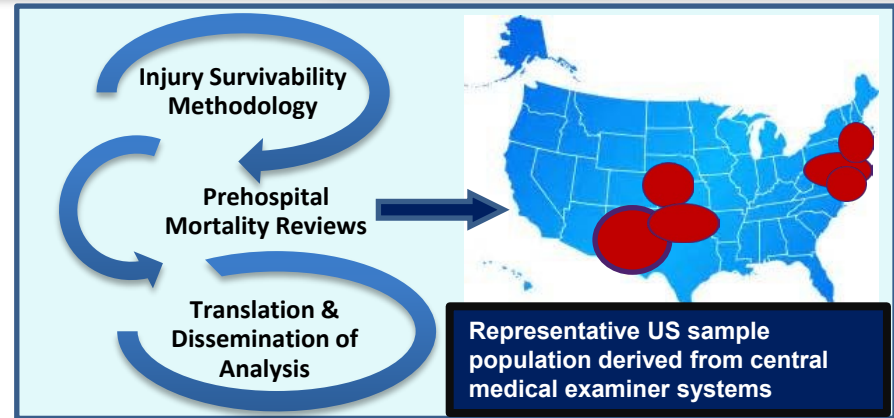 Injury Survivability
Methodology
Prehospital
Mortality Reviews
Translation &
Dissemination of
Analysis
Representative US sample
population derived from central
medical examiner systems